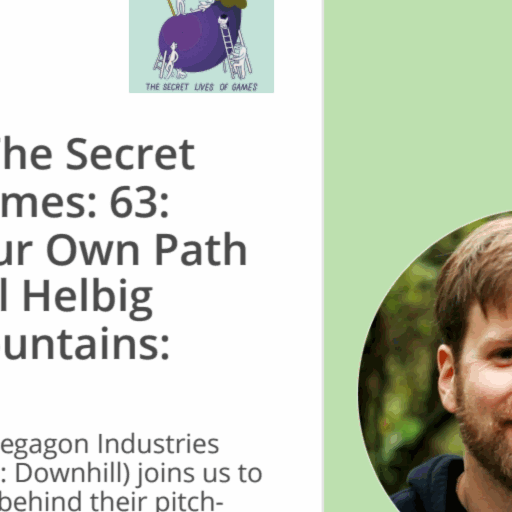 THE SECRET LIVES OF GAMES
The Secret
mes: 63:
ur Own Path
l Helbig
untains:
egagon Industries
: Downhill) joins us to
behind their pitch-